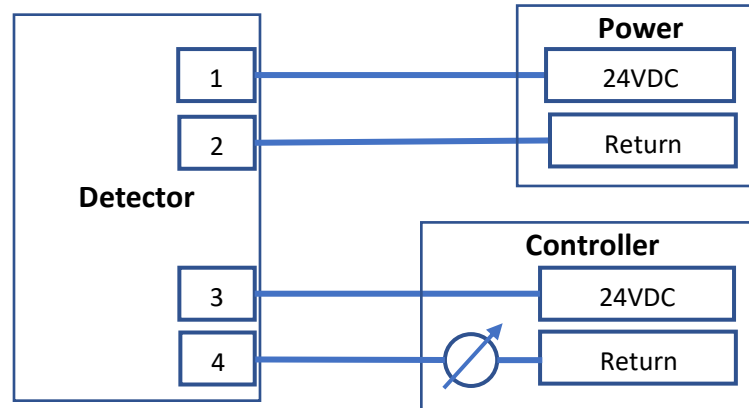 Power
1
24VDC
2
Return
Detector
Controller
3
24VDC
4
Return